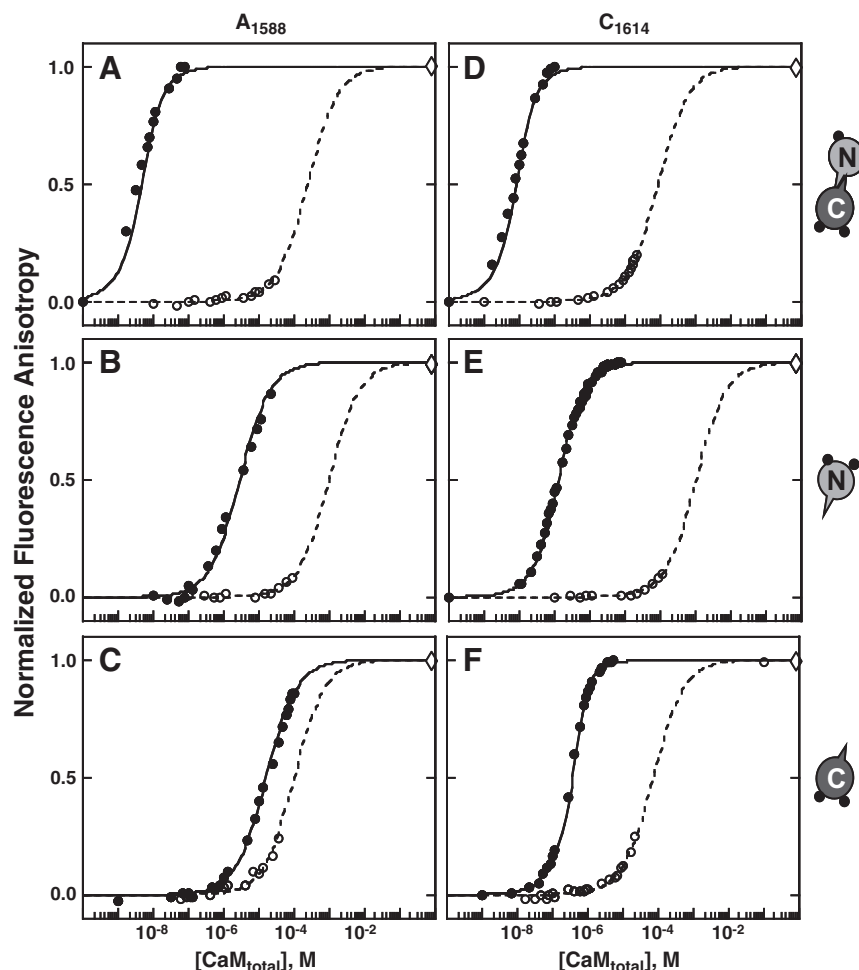 A₁₅₈₈ C₁₆₁₄
Normalized Fluorescence Anisotropy
A D
1.0
0.5
0.0
N
C
B E
1.0
0.5
0.0
N
C F
1.0
0.5
0.0
C
10⁻⁸ 10⁻⁶ 10⁻⁴ 10⁻² 10⁻⁸ 10⁻⁶ 10⁻⁴ 10⁻²
[CaM_total], M [CaM_total], M